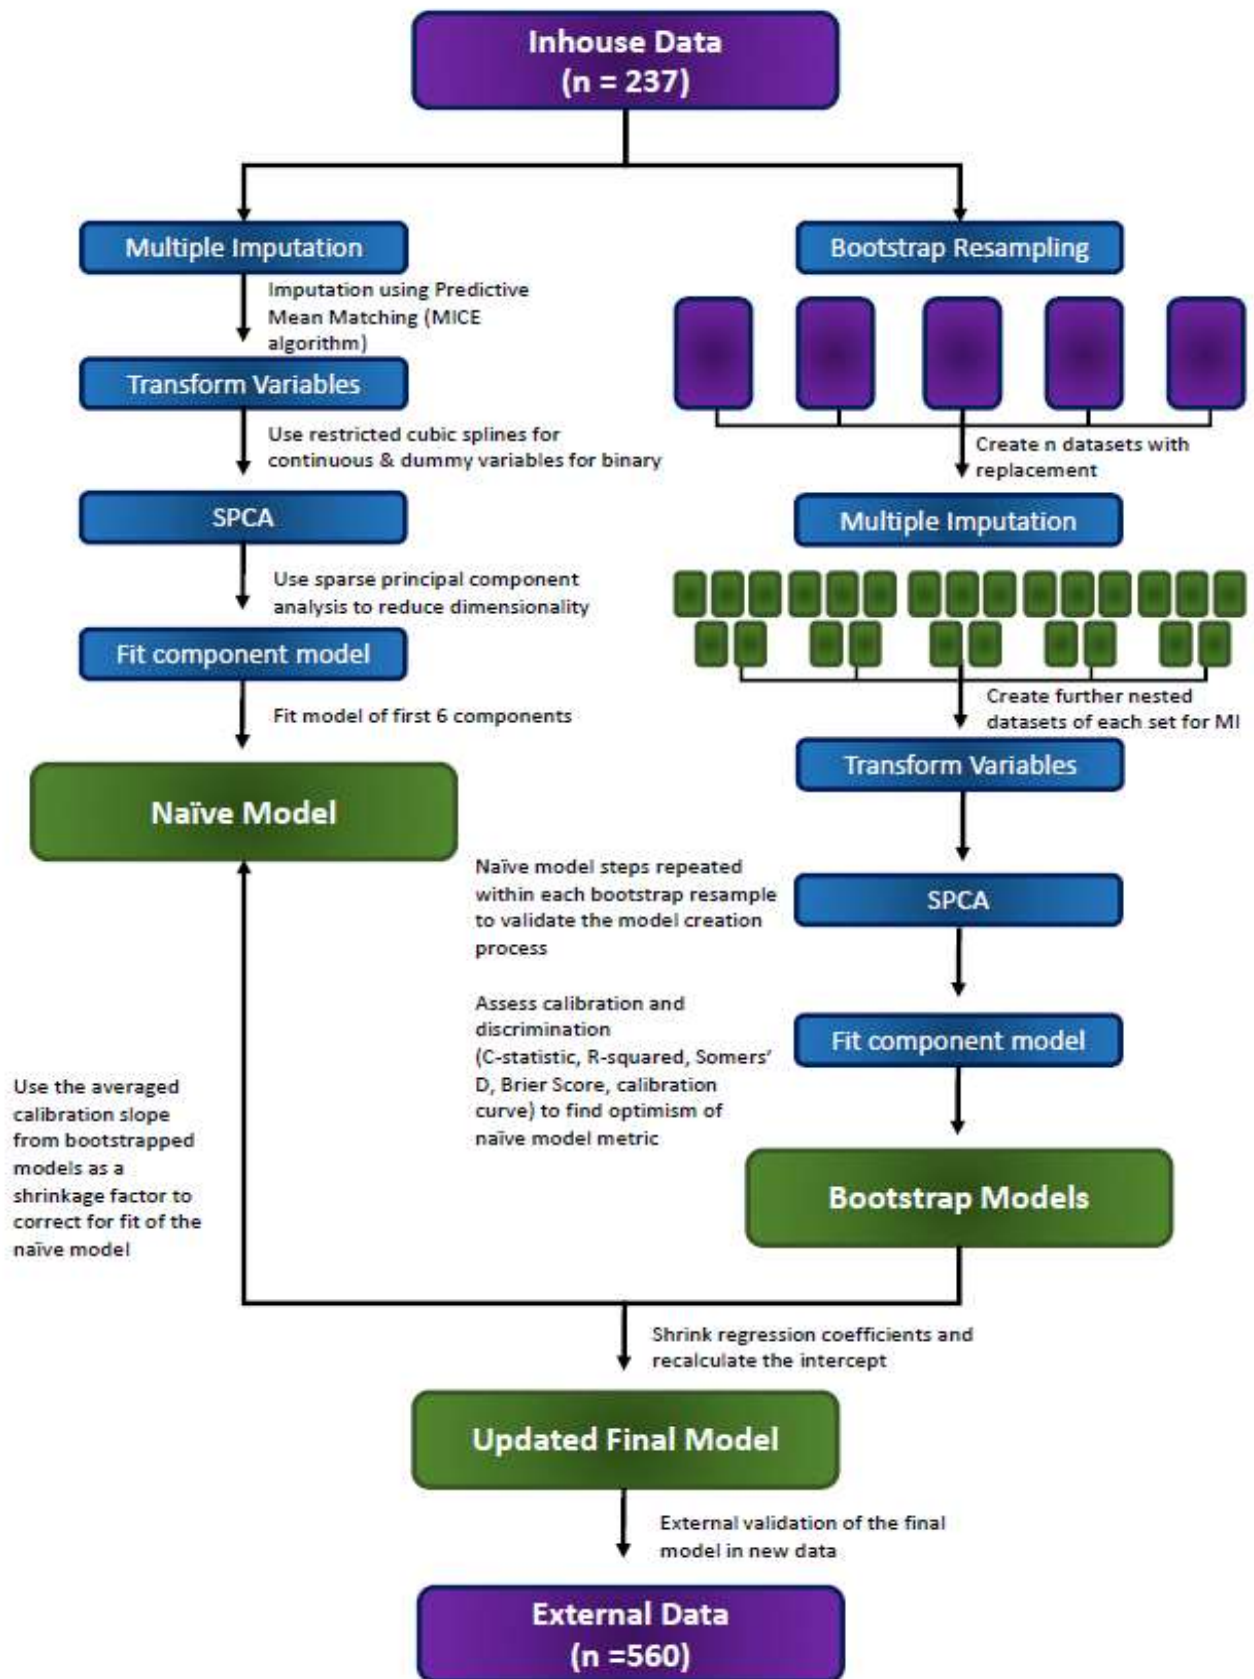 Inhouse Data
(n = 237)
Multiple Imputation
Imputation using Predictive
Mean Matching (MICE
algorithm)
Transform Variables
Use restricted cubic splines for
continuous & dummy variables for binary
SPCA
Use sparse principal component
analysis to reduce dimensionality
Fit component model
Fit model of first 6 components
Naïve Model
Bootstrap Resampling
Create n datasets with
replacement
Multiple Imputation
Create further nested
datasets of each set for MI
Transform Variables
Naïve model steps repeated
within each bootstrap resample
to validate the model creation
process
SPCA
Assess calibration and
discrimination
(C-statistic, R-squared, Somers'
D, Brier Score, calibration
curve) to find optimism of
naïve model metric
Fit component model
Bootstrap Models
Use the averaged
calibration slope
from bootstrapped
models as a
shrinkage factor to
correct for fit of the
naïve model
Shrink regression coefficients and
recalculate the intercept
Updated Final Model
External validation of the final
model in new data
External Data
(n =560)